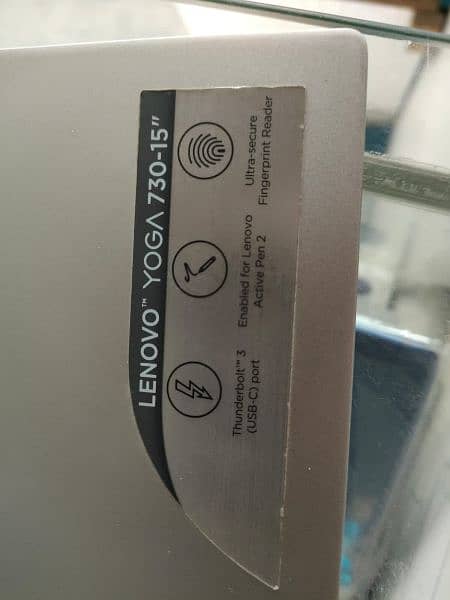 LENOVO™ YOGA 730-15"
Thunderbolt™ 3
(USB-C) port
Enabled for Lenovo
Active Pen 2
Ultra-secure
Fingerprint Reader